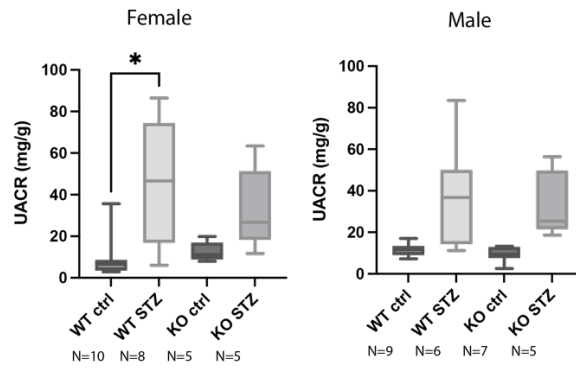 Female
*
UACR (mg/g)
100
80
60
40
20
0
WT ctrl
WT STZ
KO ctrl
KO STZ
N=10 N=8 N=5 N=5
Male
UACR (mg/g)
100
80
60
40
20
0
WT ctrl
WT STZ
KO ctrl
KO STZ
N=9 N=6 N=7 N=5